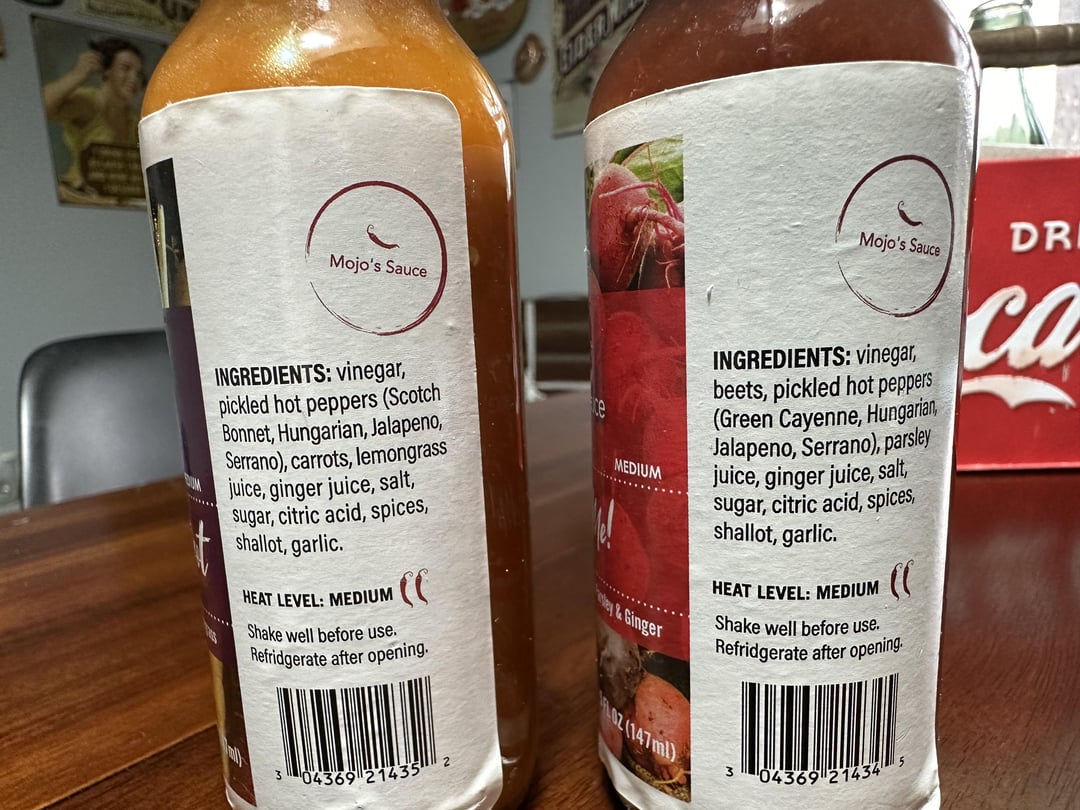 Mojo's Sauce
INGREDIENTS: vinegar,
pickled hot peppers (Scotch
Bonnet, Hungarian, Jalapeno,
Serrano), carrots, lemongrass
juice, ginger juice, salt,
sugar, citric acid, spices,
shallot, garlic.
HEAT LEVEL: MEDIUM
Shake well before use.
Refridgerate after opening.
3 04369 21435 2
Mojo's Sauce
INGREDIENTS: vinegar,
beets, pickled hot peppers
(Green Cayenne, Hungarian,
Jalapeno, Serrano), parsley
juice, ginger juice, salt,
sugar, citric acid, spices,
shallot, garlic.
HEAT LEVEL: MEDIUM
Shake well before use.
Refridgerate after opening.
3 04369 21434 5
MEDIUM
& Ginger
FL OZ (147ml)